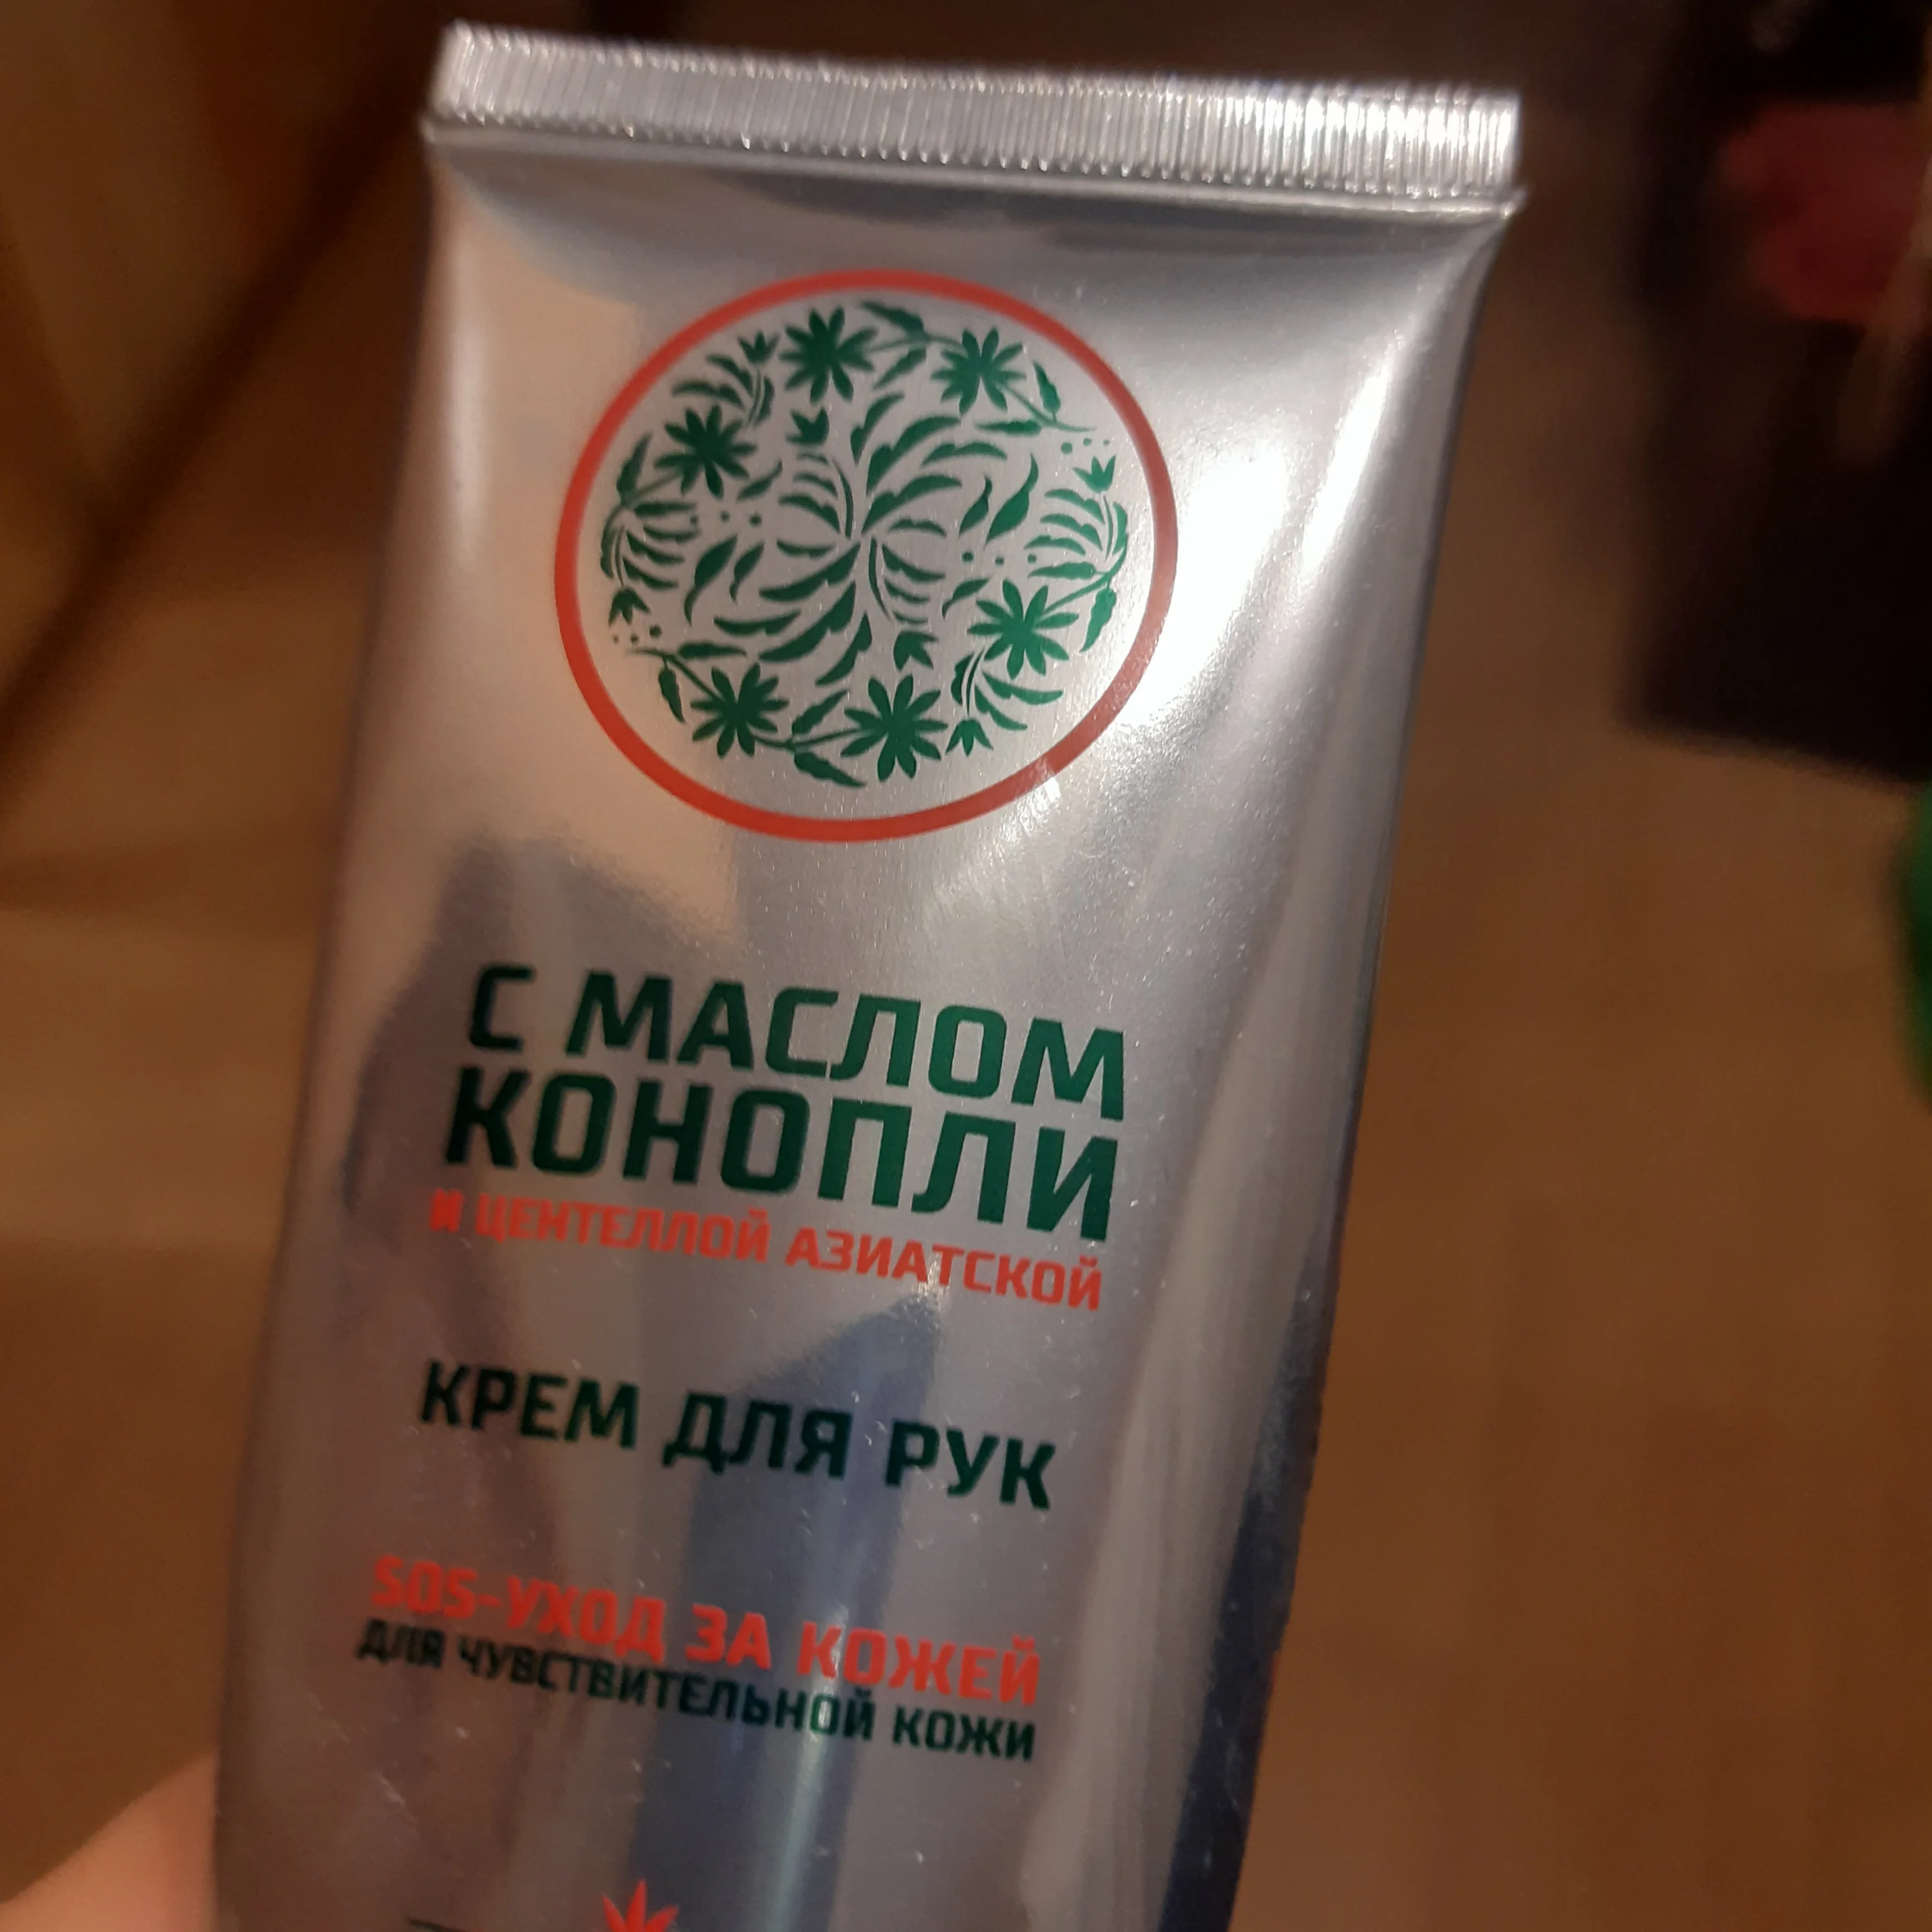 С МАСЛОМ
КОНОПЛИ
И ЦЕНТЕЛЛОЙ АЗИАТСКОЙ
КРЕМ ДЛЯ РУК
SOS-УХОД ЗА КОЖЕЙ
ДЛЯ ЧУВСТВИТЕЛЬНОЙ КОЖИ